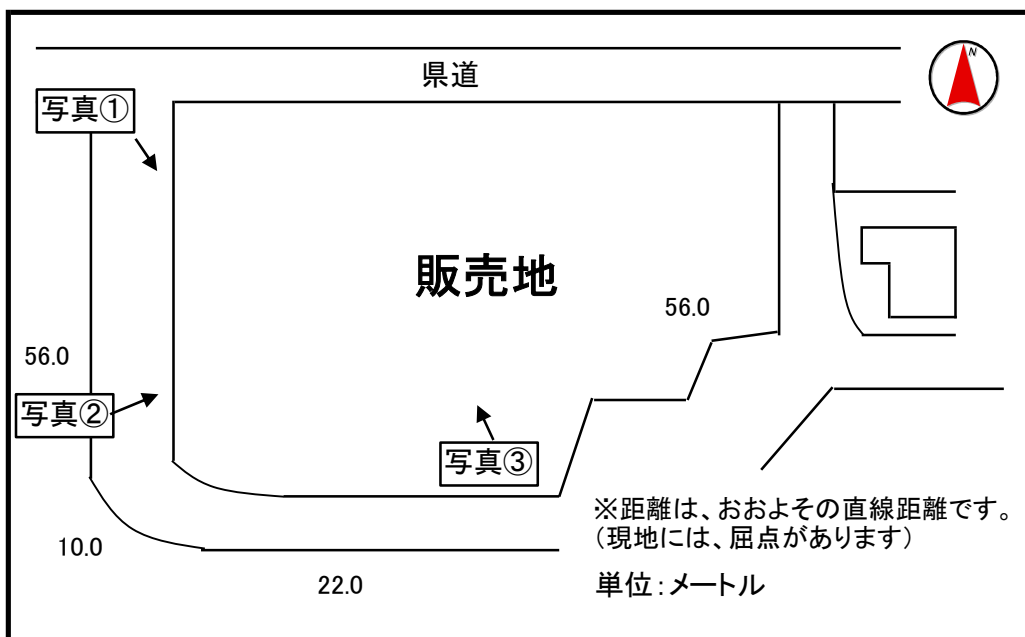 県道
N
写真①
販売地
56.0
56.0
写真②
写真③
※距離は、おおよその直線距離です。
(現地には、屈点があります)
10.0
22.0
単位:メートル